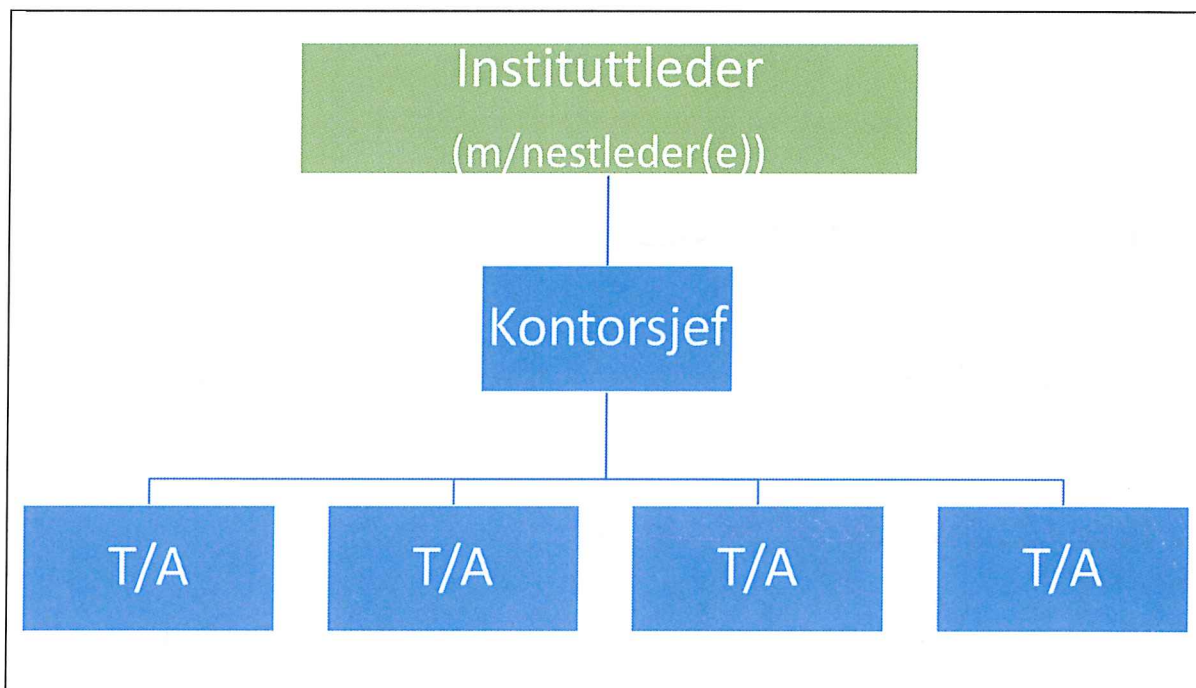 Instituttleder
(m/nestleder(e))
Kontorsjef
T/A
T/A
T/A
T/A